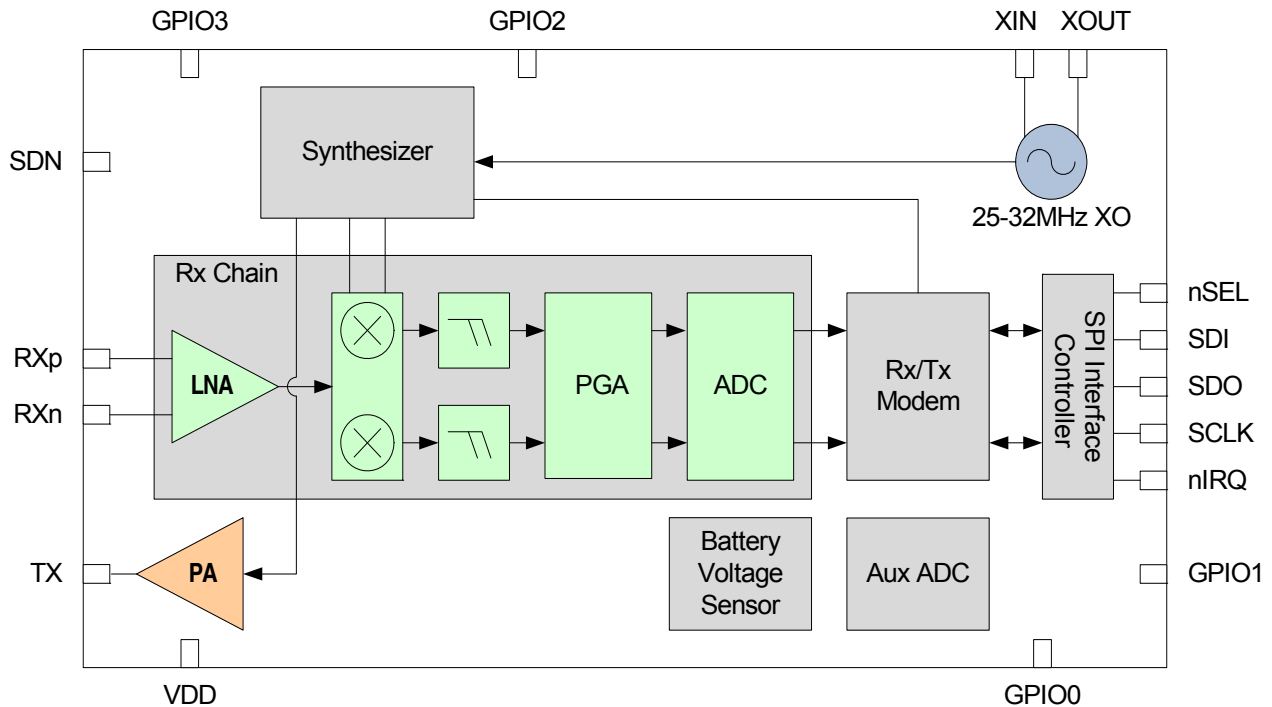 GPIO3
GPIO2
XIN
XOUT
Synthesizer
SDN
25-32MHz XO
Rx Chain
nSEL
SDI
SDO
SCLK
nIRQ
SPI Interface
Controller
RXp
RXn
LNA
PGA
ADC
Rx/Tx
Modem
TX
PA
Battery
Voltage
Sensor
Aux ADC
GPIO1
VDD
GPIO0